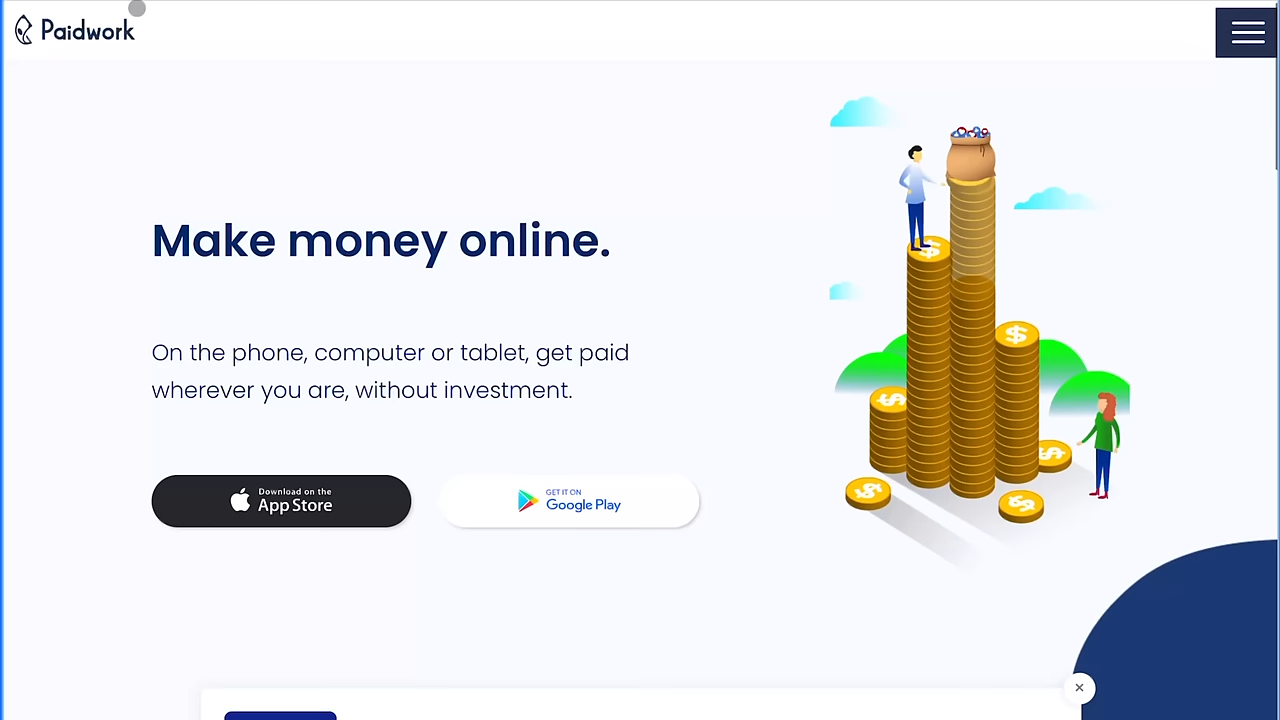 Paidwork
Make money online.
On the phone, computer or tablet, get paid
wherever you are, without investment.
Download on the
App Store
GET IT ON
Google Play